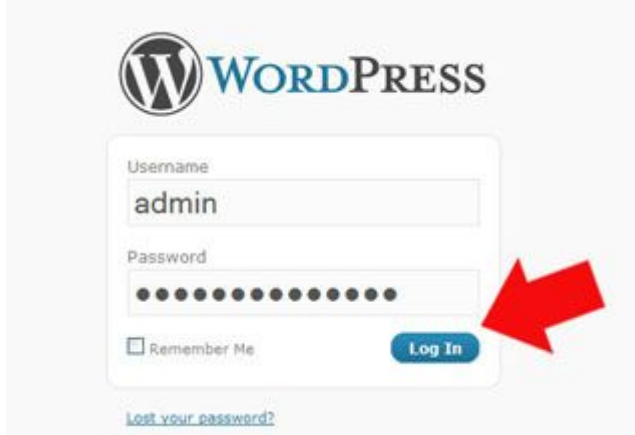 WORDPRESS
Username
admin
Password
●●●●●●●●●●●●●●
Remember Me
Log In
Lost your password?